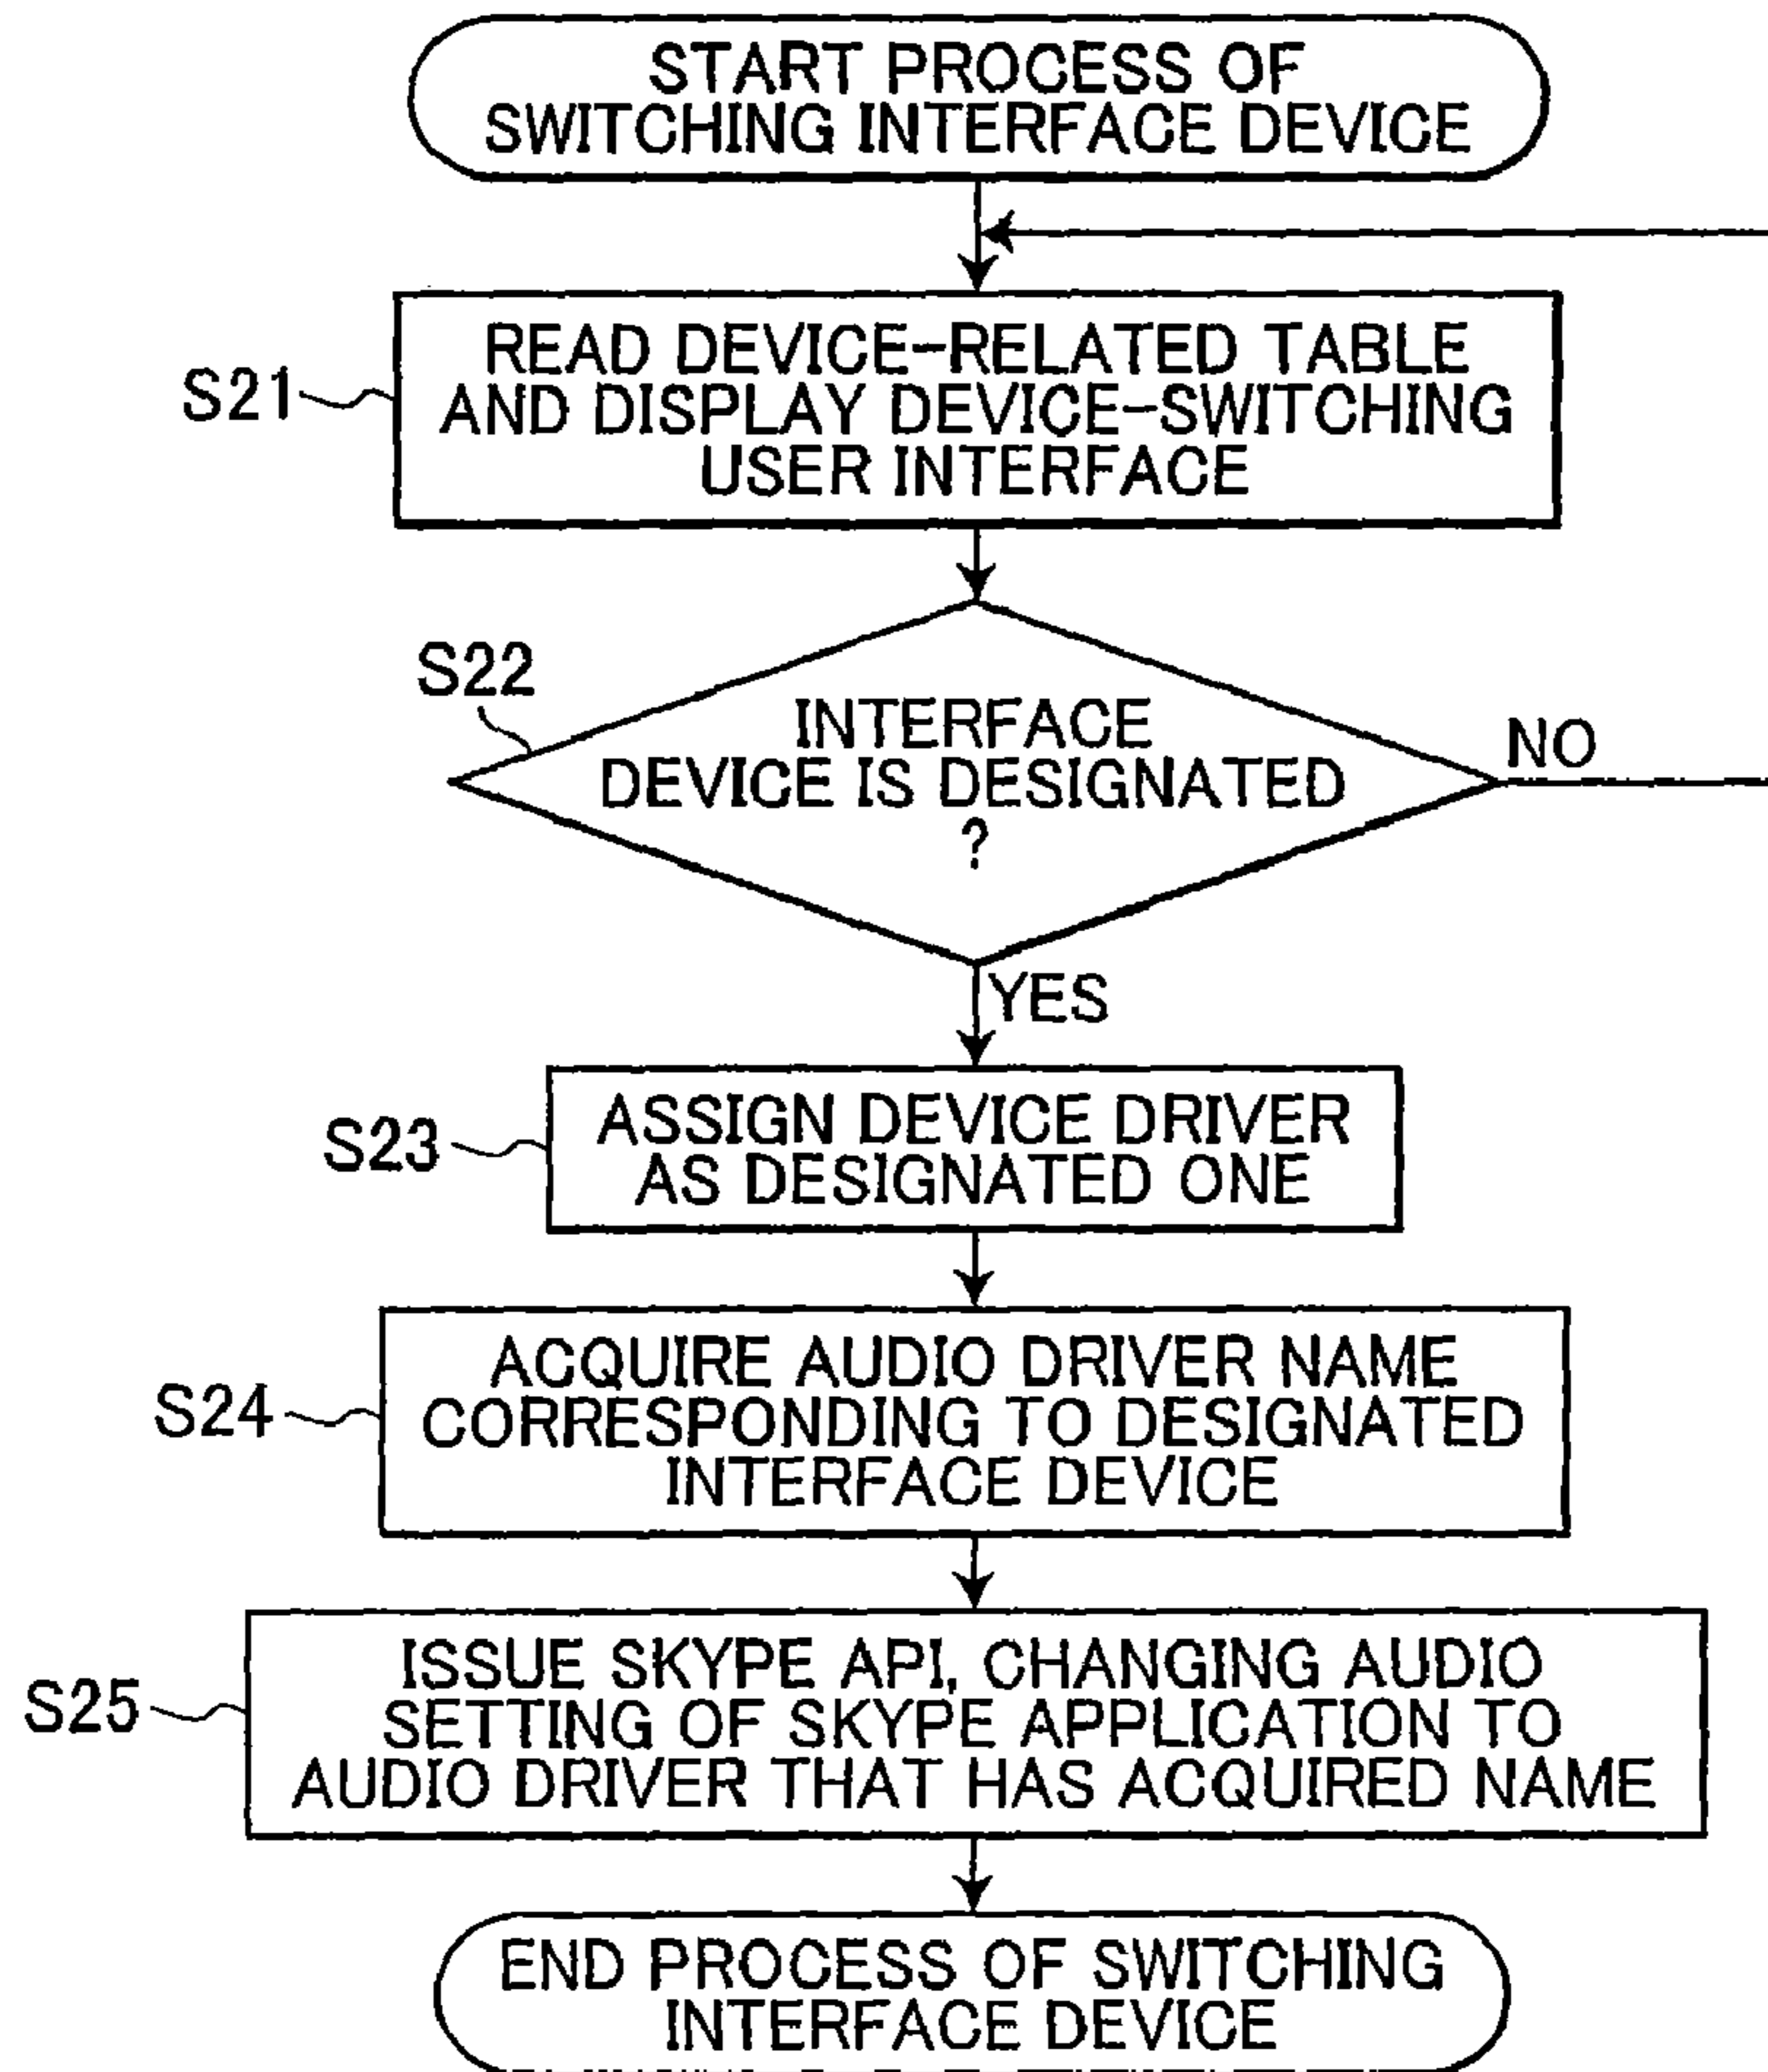 START PROCESS OF
SWITCHING INTERFACE DEVICE
S21
READ DEVICE-RELATED TABLE
AND DISPLAY DEVICE-SWITCHING
USER INTERFACE
S22
INTERFACE
DEVICE IS DESIGNATED
?
NO
YES
S23
ASSIGN DEVICE DRIVER
AS DESIGNATED ONE
S24
ACQUIRE AUDIO DRIVER NAME
CORRESPONDING TO DESIGNATED
INTERFACE DEVICE
S25
ISSUE SKYPE API, CHANGING AUDIO
SETTING OF SKYPE APPLICATION TO
AUDIO DRIVER THAT HAS ACQUIRED NAME
END PROCESS OF SWITCHING
INTERFACE DEVICE